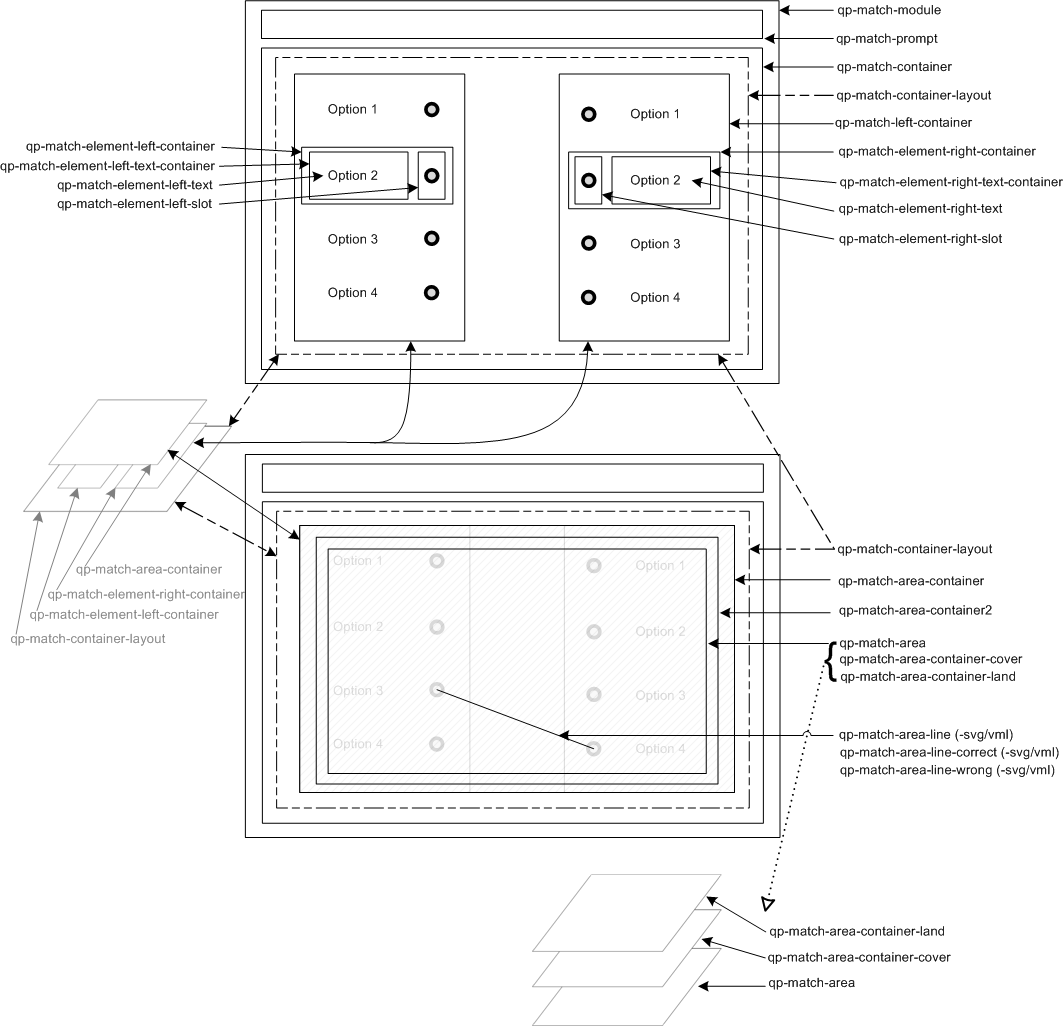 qp-match-module
qp-match-prompt
qp-match-container
qp-match-container-layout
qp-match-left-container
qp-match-element-right-container
qp-match-element-right-text-container
qp-match-element-right-text
qp-match-element-right-slot
qp-match-element-left-container
qp-match-element-left-text-container
qp-match-element-left-text
qp-match-element-left-slot
Option 1
Option 2
Option 3
Option 4
Option 1
Option 2
Option 3
Option 4
qp-match-area-container
qp-match-element-right-container
qp-match-element-left-container
qp-match-container-layout
Option 1
Option 2
Option 3
Option 4
Option 1
Option 2
Option 3
Option 4
qp-match-container-layout
qp-match-area-container
qp-match-area-container2
qp-match-area
qp-match-area-container-cover
qp-match-area-container-land
qp-match-area-line (-svg/vml)
qp-match-area-line-correct (-svg/vml)
qp-match-area-line-wrong (-svg/vml)
qp-match-area-container-land
qp-match-area-container-cover
qp-match-area